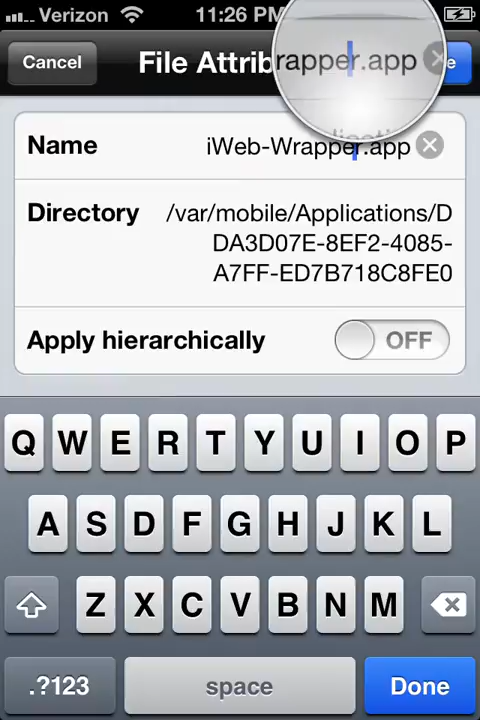 Verizon 11:26 PM
Cancel File Attrib
rapper.app
e
Name iWeb-Wrapper.app
Directory /var/mobile/Applications/D
DA3D07E-8EF2-4085-
A7FF-ED7B718C8FE0
Apply hierarchically OFF
Q W E R T Y U I O P
A S D F G H J K L
Z X C V B N M
.?123 space Done